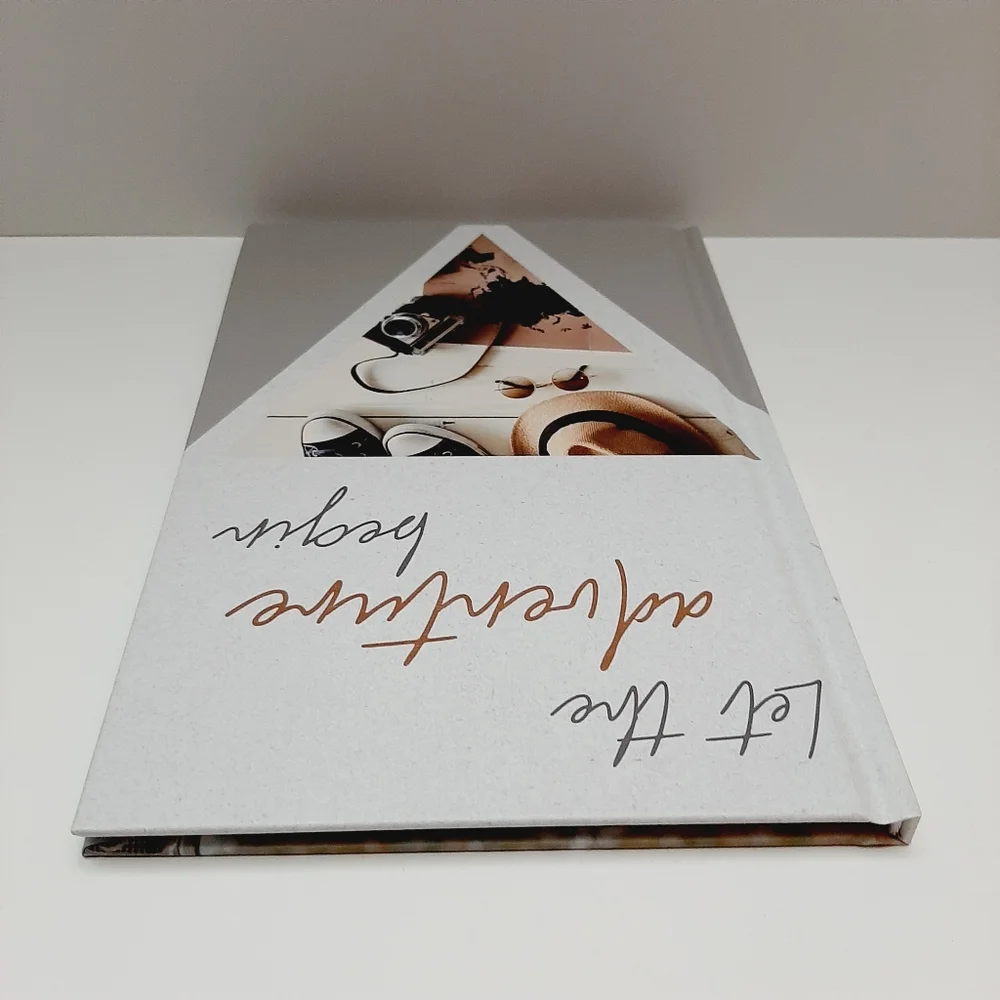 Let the
adventure
begin